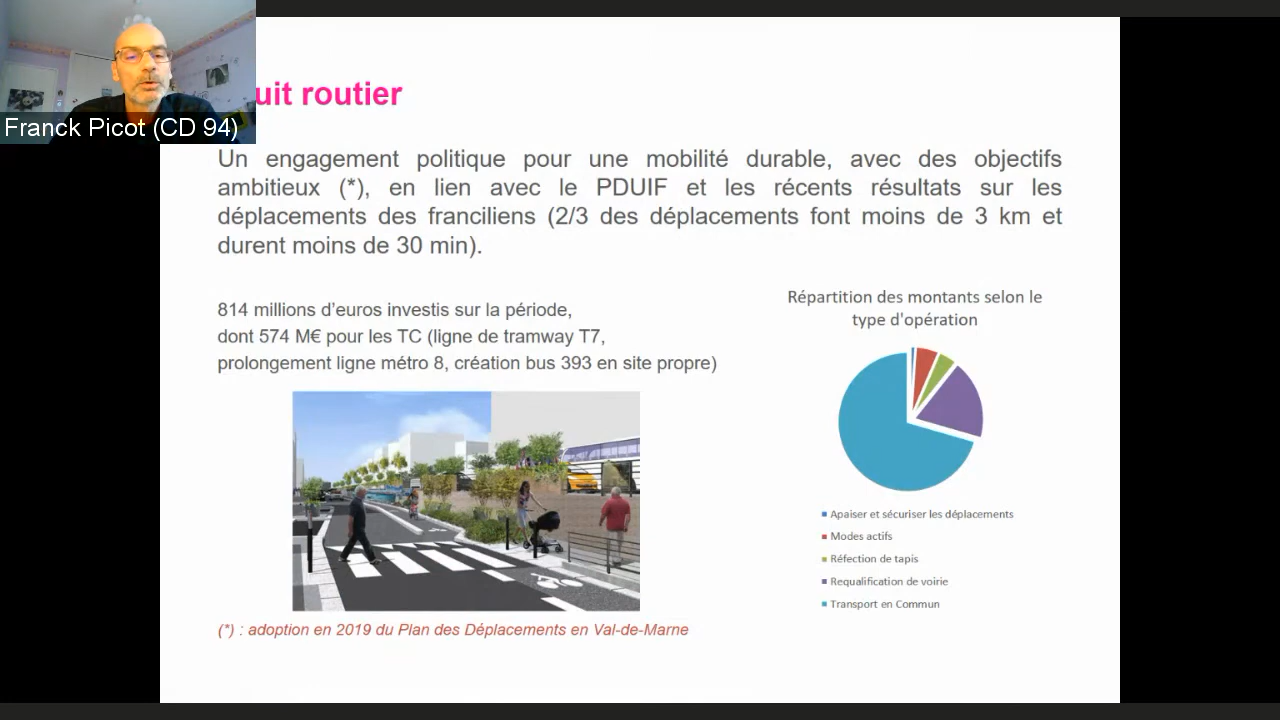 uit routier
Franck Picot (CD 94)
Un engagement politique pour une mobilité durable, avec des objectifs
ambitieux (*), en lien avec le PDUIF et les récents résultats sur les
déplacements des franciliens (2/3 des déplacements font moins de 3 km et
durent moins de 30 min).
814 millions d'euros investis sur la période,
dont 574 M€ pour les TC (ligne de tramway T7,
prolongement ligne métro 8, création bus 393 en site propre)
Répartition des montants selon le
type d'opération
Apaiser et sécuriser les déplacements
Modes actifs
Réfection de tapis
Requalification de voirie
Transport en Commun
(*) : adoption en 2019 du Plan des Déplacements en Val-de-Marne